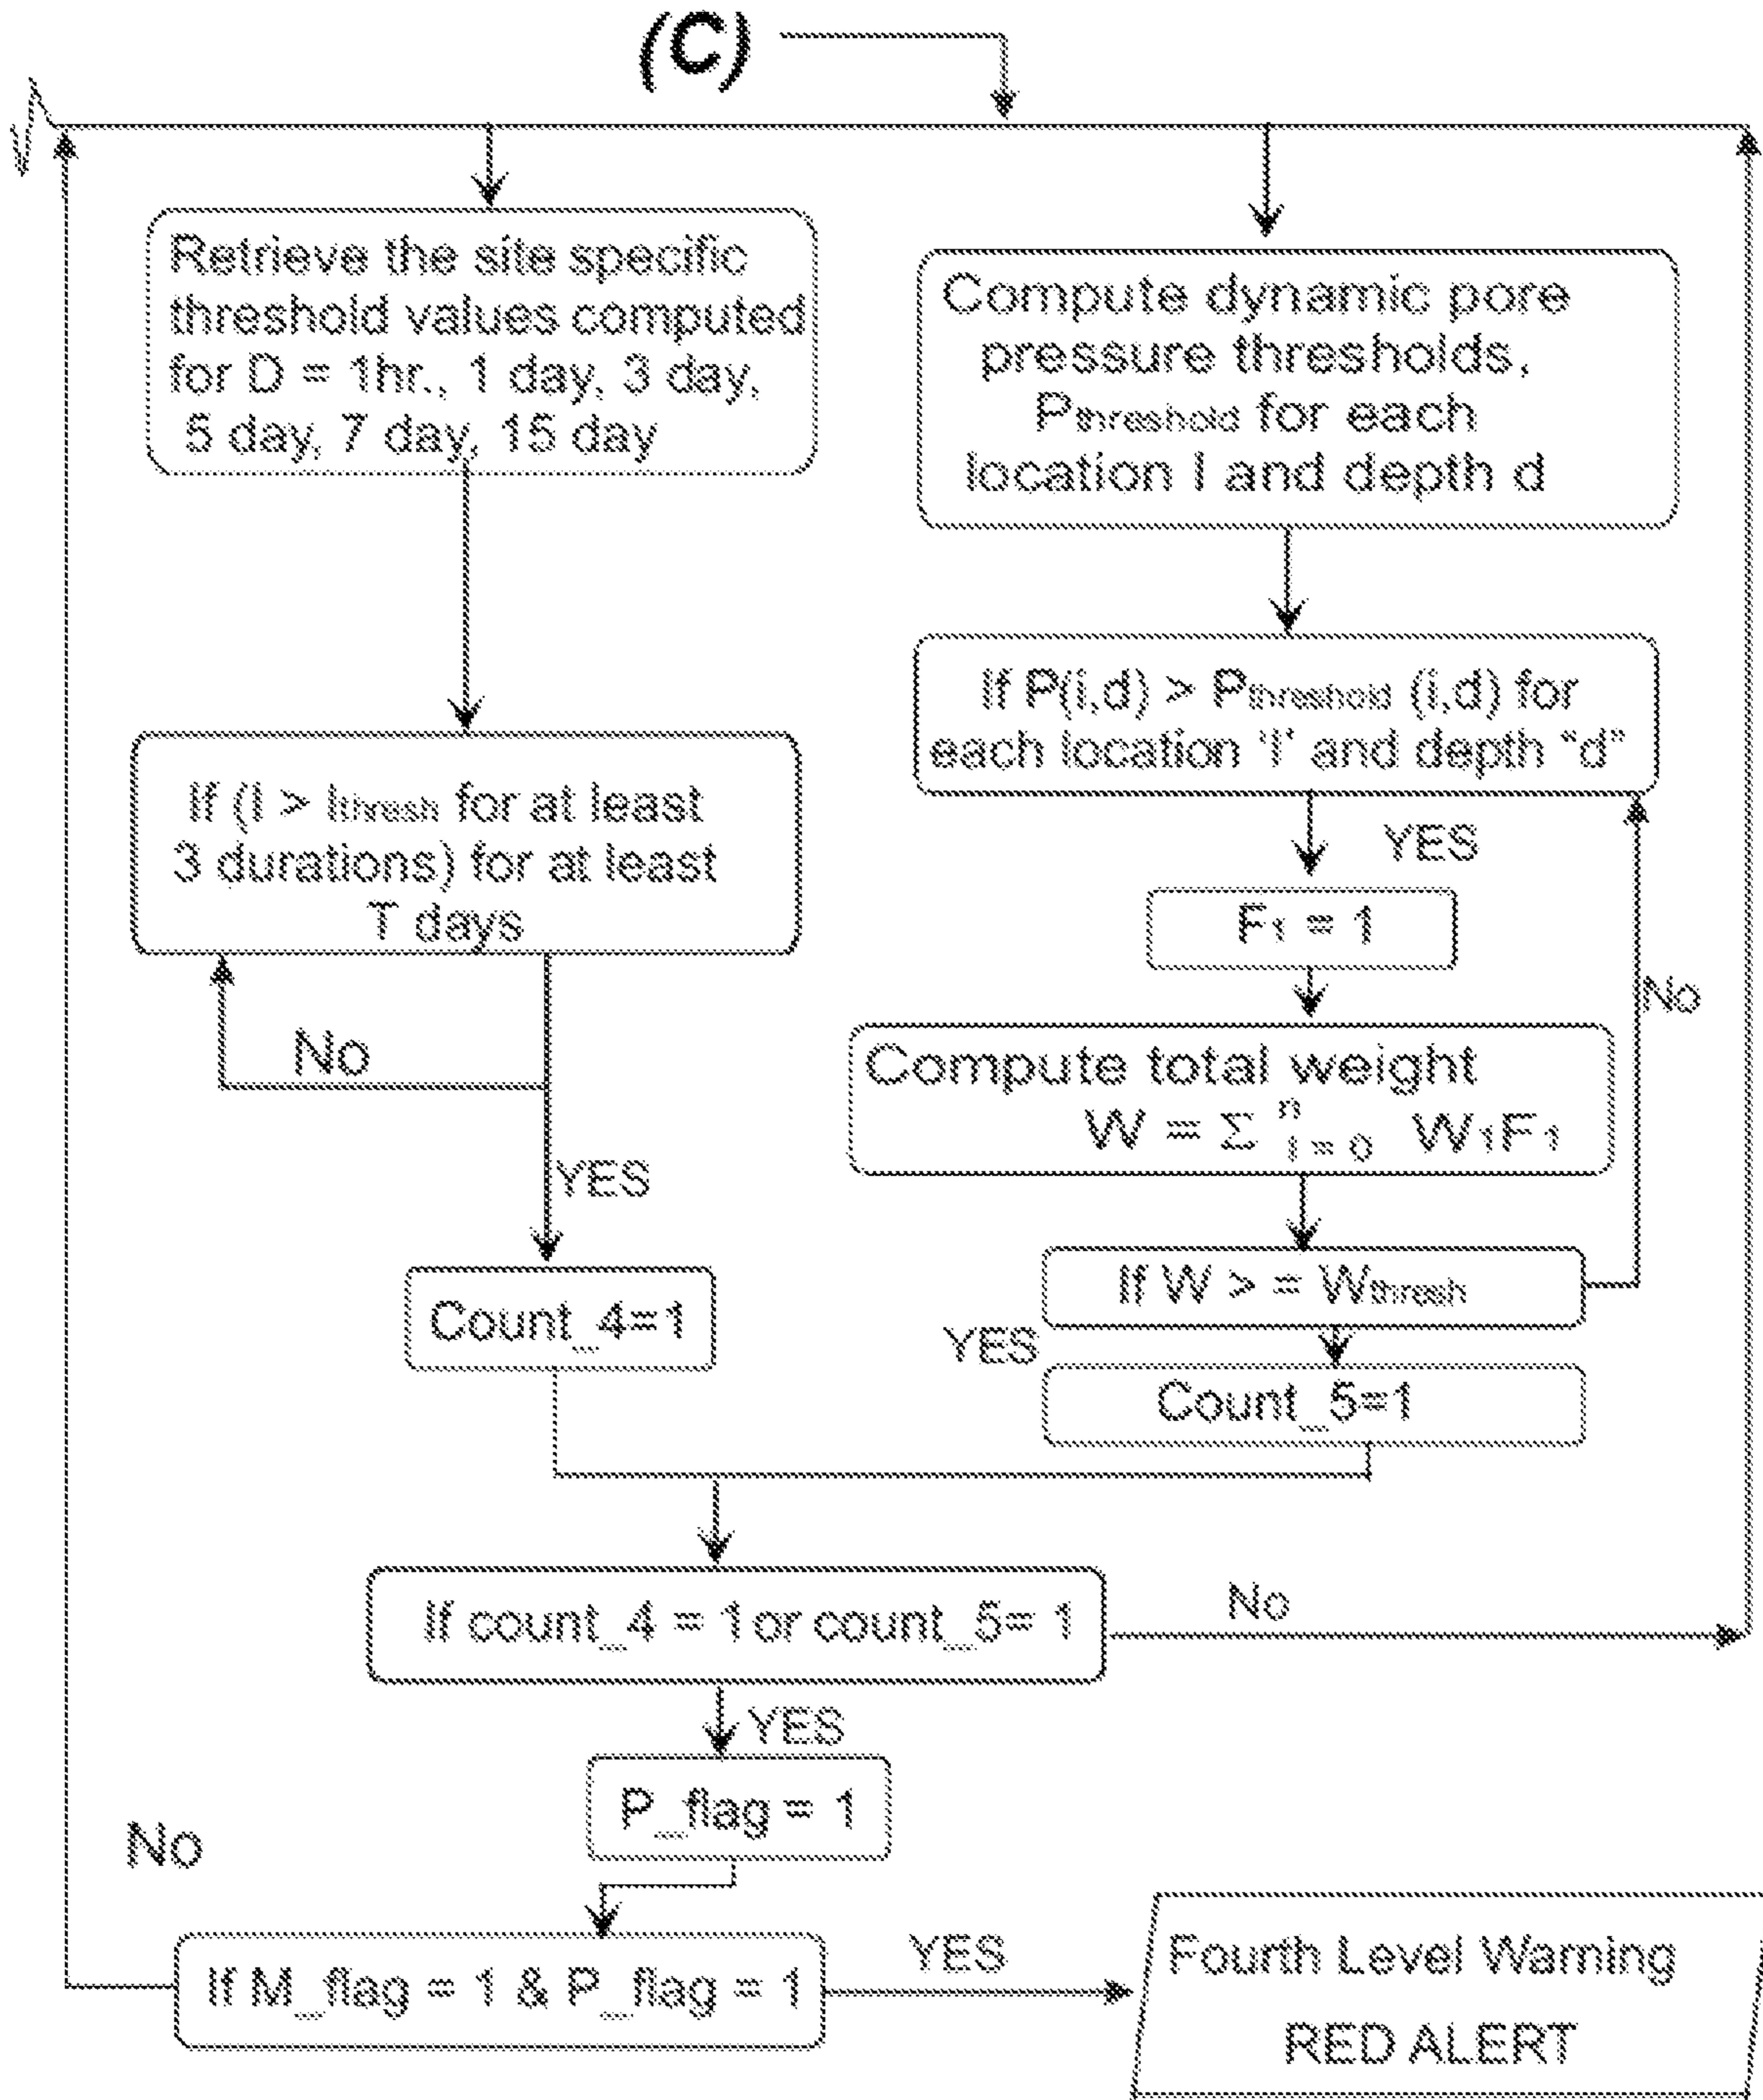 (C)
Retrieve the site specific
threshold values computed
for D = 1hr., 1 day, 3 day,
5 day, 7 day, 15 day
If (I > Ithresh for at least
3 durations) for at least
T days
No
YES
Count_4=1
Compute dynamic pore
pressure thresholds,
Pthreshold for each
location l and depth d
If P(i,d) > Pthreshold (i,d) for
each location 'l' and depth "d"
YES
F1 = 1
No
Compute total weight
W = Σ n i = 0 W1F1
If W > = Wthresh
YES
Count_5=1
If count_4 = 1 or count_5= 1
No
YES
P_flag = 1
No
If M_flag = 1 & P_flag = 1
YES
Fourth Level Warning
RED ALERT